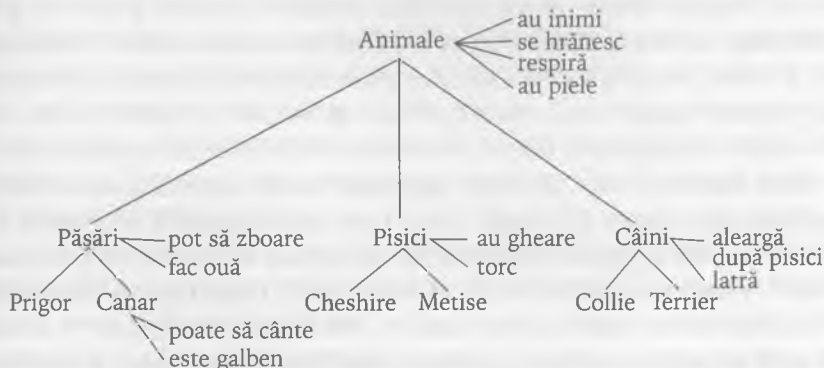 au inimi
Animale
se hrănesc
respiră
au piele
Păsări
pot să zboare
fac ouă
Pisici
au gheare
torc
Câini
aleargă
după pisici
latră
Prigor
Canar
Cheshire
Metise
Collie
Terrier
poate să cânte
este galben